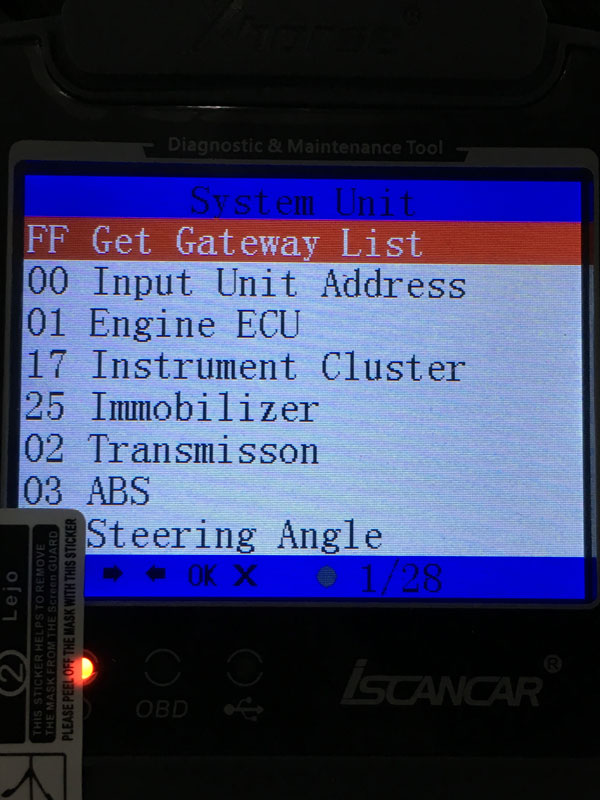 Xhorse®
Diagnostic & Maintenance Tool
System Unit
FF Get Gateway List
00 Input Unit Address
01 Engine ECU
17 Instrument Cluster
25 Immobilizer
02 Transmisson
03 ABS
Steering Angle
OK X 1/28
OBD
iSCANCAR®
② Lejo
THIS STICKER HELPS TO REMOVE
THE MASK FROM THE Screen GUARD
PLEASE PEEL OFF THE MASK WITH THIS STICKER